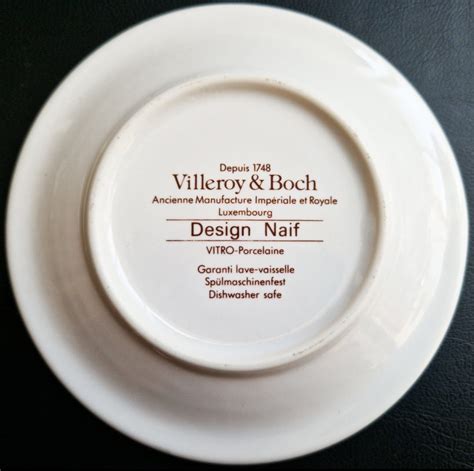 Depuis 1748
Villeroy & Boch
Ancienne Manufacture Impériale et Royale
Luxembourg
Design Naif
VITRO-Porcelaine
Garanti lave-vaisselle
Spülmaschinenfest
Dishwasher safe